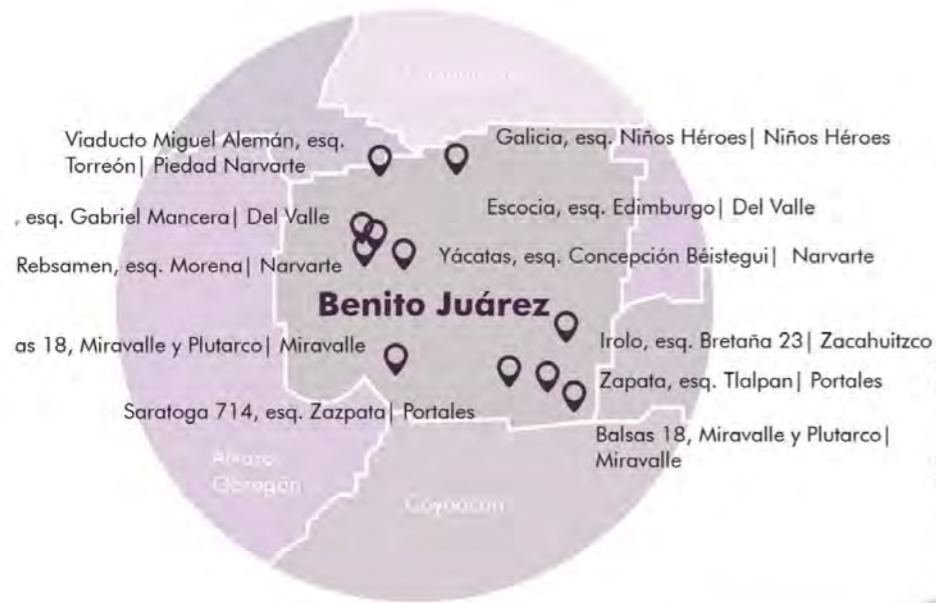 Viaducto Miguel Alemán, esq.
Torreón| Piedad Narvarte
Galicia, esq. Niños Héroes| Niños Héroes
, esq. Gabriel Mancera| Del Valle
Escocia, esq. Edimburgo| Del Valle
Rebsamen, esq. Morena| Narvarte
Yácatas, esq. Concepción Béistegui| Narvarte
Benito Juárez
as 18, Miravalle y Plutarco| Miravalle
Irolo, esq. Bretaña 23| Zacahuitzco
Zapata, esq. Tlalpan| Portales
Saratoga 714, esq. Zazpata| Portales
Balsas 18, Miravalle y Plutarco|
Miravalle
Alvaro
Obregón
Coyoacán